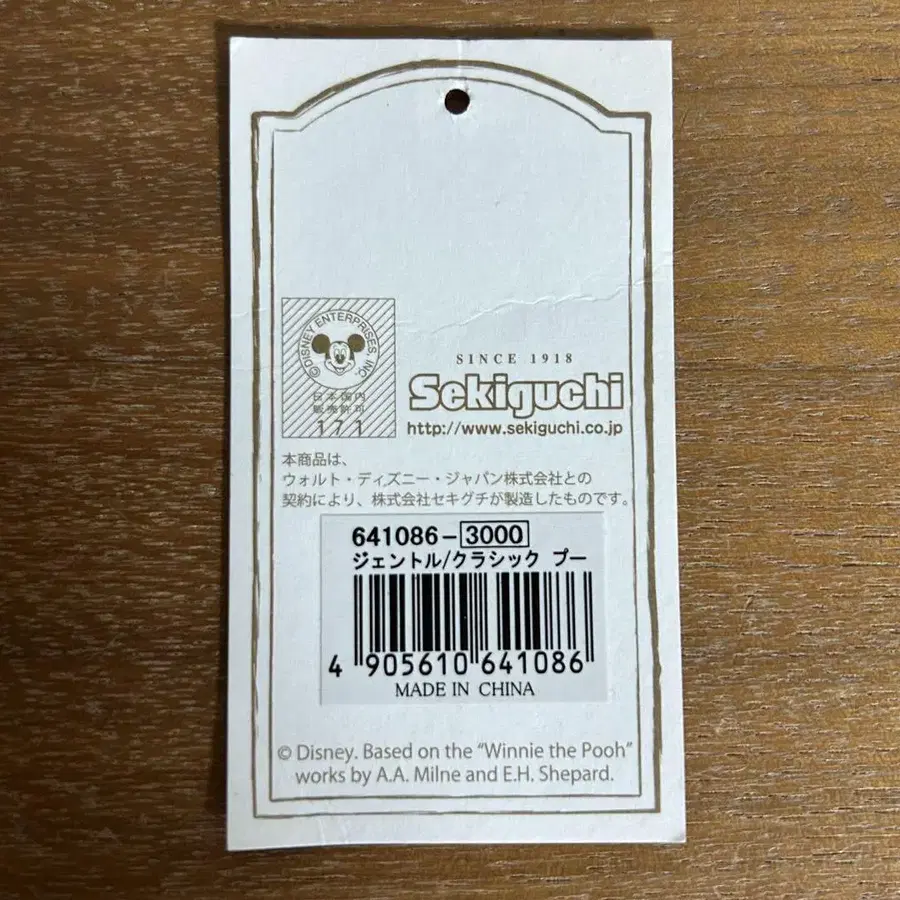 © DISNEY ENTERPRISES, INC.
日本国内
販売許可
171
SINCE 1918
Sekiguchi
http://www.sekiguchi.co.jp
本商品は、
ウォルト・ディズニー・ジャパン株式会社との
契約により、株式会社セキグチが製造したものです。
641086-3000
ジェントル/クラシック プー
4 905610 641086
MADE IN CHINA
© Disney. Based on the “Winnie the Pooh”
works by A.A. Milne and E.H. Shepard.